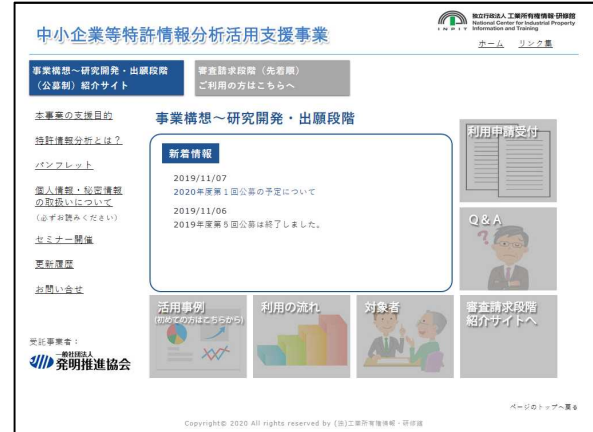 中小企業等特許情報分析活用支援事業
INPIT
独立行政法人 工業所有権情報・研修館
National Center for Industrial Property
Information and Training
ホーム リンク集
事業構想~研究開発・出願段階
(公募制)紹介サイト
審査請求段階(先着順)
ご利用の方はこちらへ
本事業の支援目的
特許情報分析とは?
パンフレット
個人情報・秘密情報
の取扱いについて
(必ずお読みください)
セミナー開催
更新履歴
お問い合せ
受託事業者:
一般社団法人
発明推進協会
事業構想~研究開発・出願段階
新着情報
2019/11/07
2020年度第1回公募の予定について
2019/11/06
2019年度第5回公募は終了しました。
利用申請受付
Q&A
活用事例
(初めての方はこちらから)
利用の流れ
対象者
審査請求段階
紹介サイトへ
ページのトップへ戻る
Copyright© 2020 All rights reserved by (独)工業所有権情報・研修館